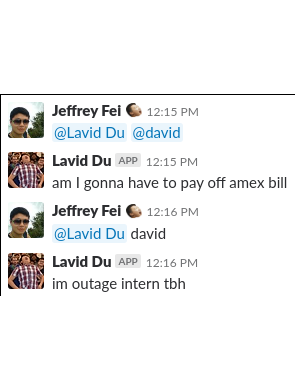 Jeffrey Fei 12:15 PM
@Lavid Du @david
Lavid Du APP 12:15 PM
am I gonna have to pay off amex bill
Jeffrey Fei 12:16 PM
@Lavid Du david
Lavid Du APP 12:16 PM
im outage intern tbh